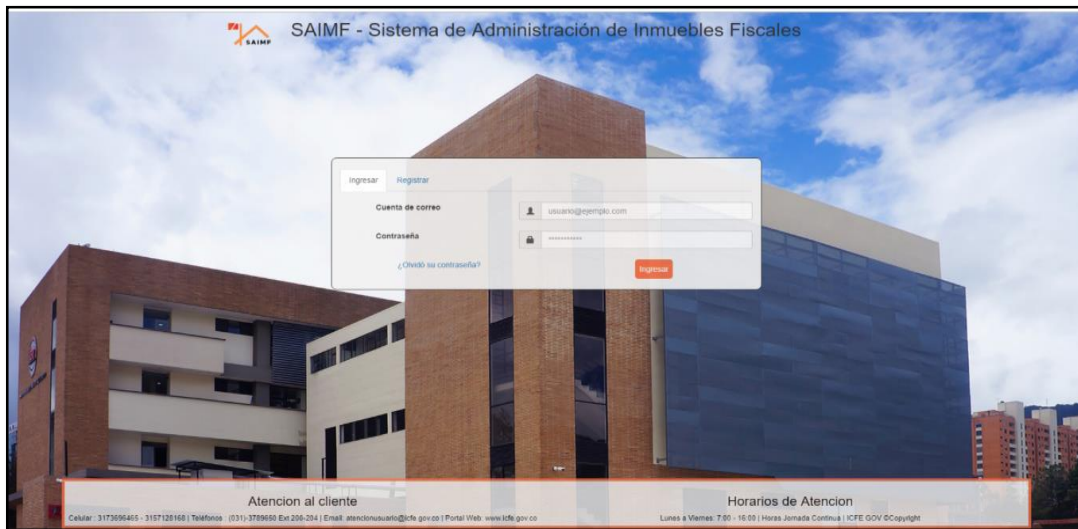 SAIMF
SAIMF - Sistema de Administración de Inmuebles Fiscales
Ingresar Registrar
Cuenta de correo usuario@ejemplo.com
Contraseña ***********
¿Olvidó su contraseña? Ingresar
Atencion al cliente
Celular : 3173696465 - 3157128168 | Teléfonos : (031)-3789650 Ext 208-204 | Email: atencionusuario@icfe.gov.co | Portal Web: www.icfe.gov.co
Horarios de Atencion
Lunes a Viernes: 7:00 - 16:00 | Horas Jornada Continua | ICFE GOV ©Copyright